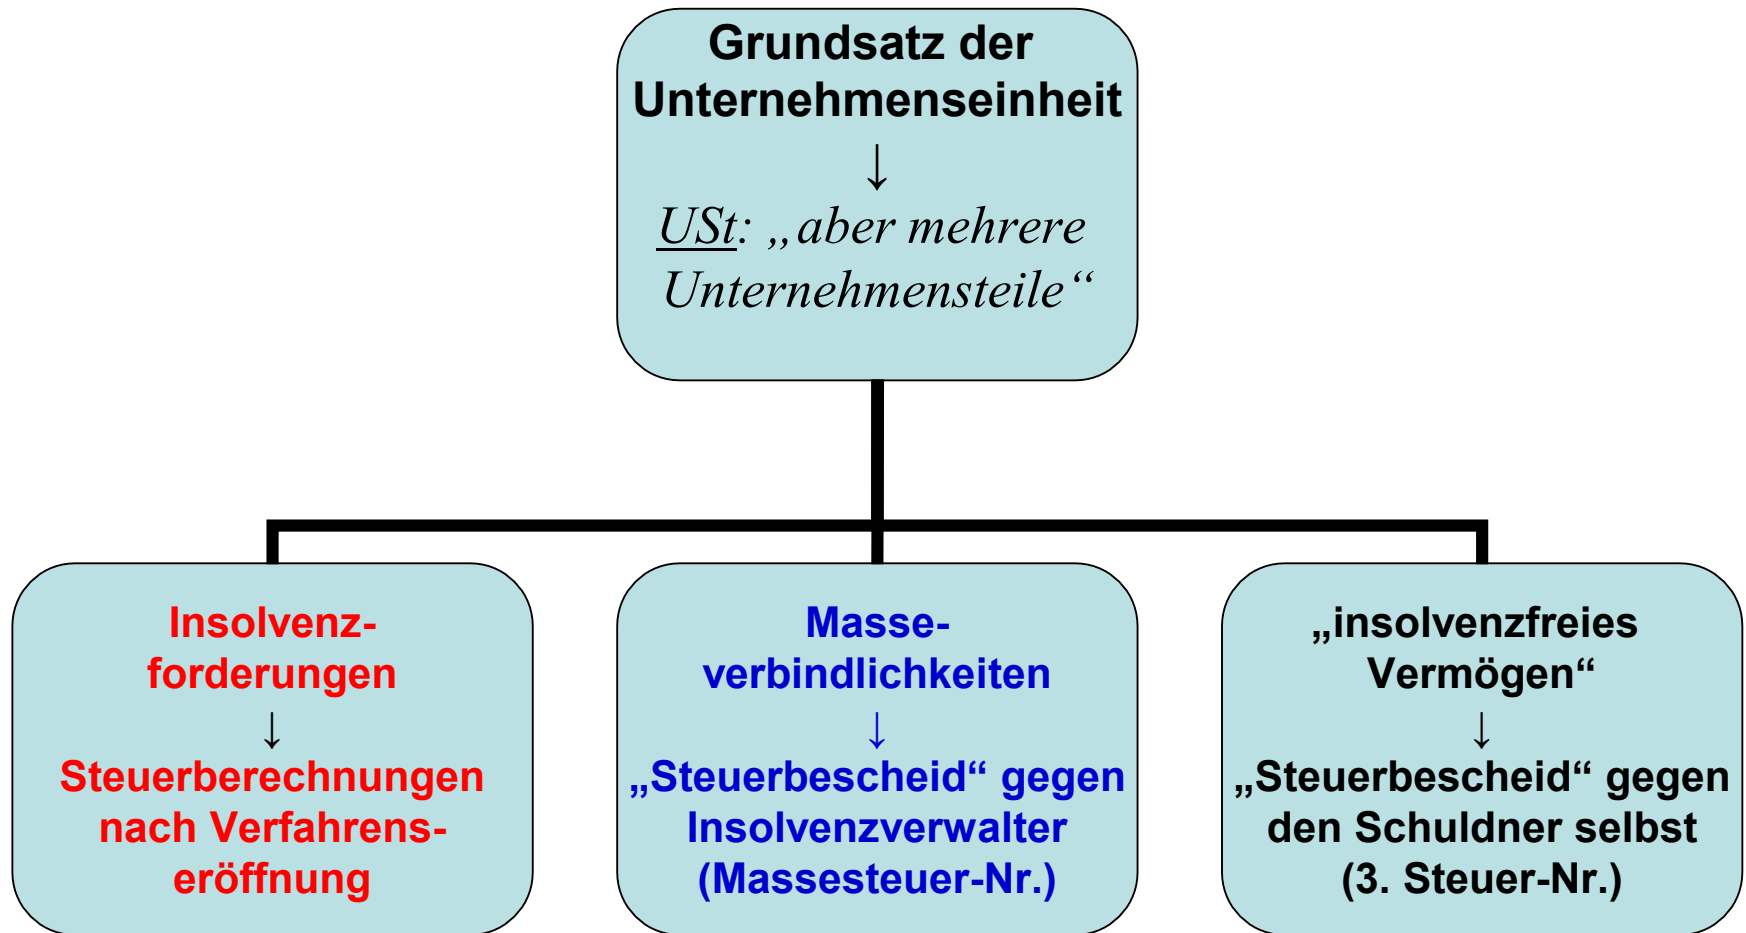 Grundsatz der
Unternehmenseinheit
↓
USt: „aber mehrere
Unternehmensteile“
Insolvenz-
forderungen
↓
Steuerberechnungen
nach Verfahrens-
eröffnung
Masse-
verbindlichkeiten
↓
„Steuerbescheid“ gegen
Insolvenzverwalter
(Massesteuer-Nr.)
„insolvenzfreies
Vermögen“
↓
„Steuerbescheid“ gegen
den Schuldner selbst
(3. Steuer-Nr.)